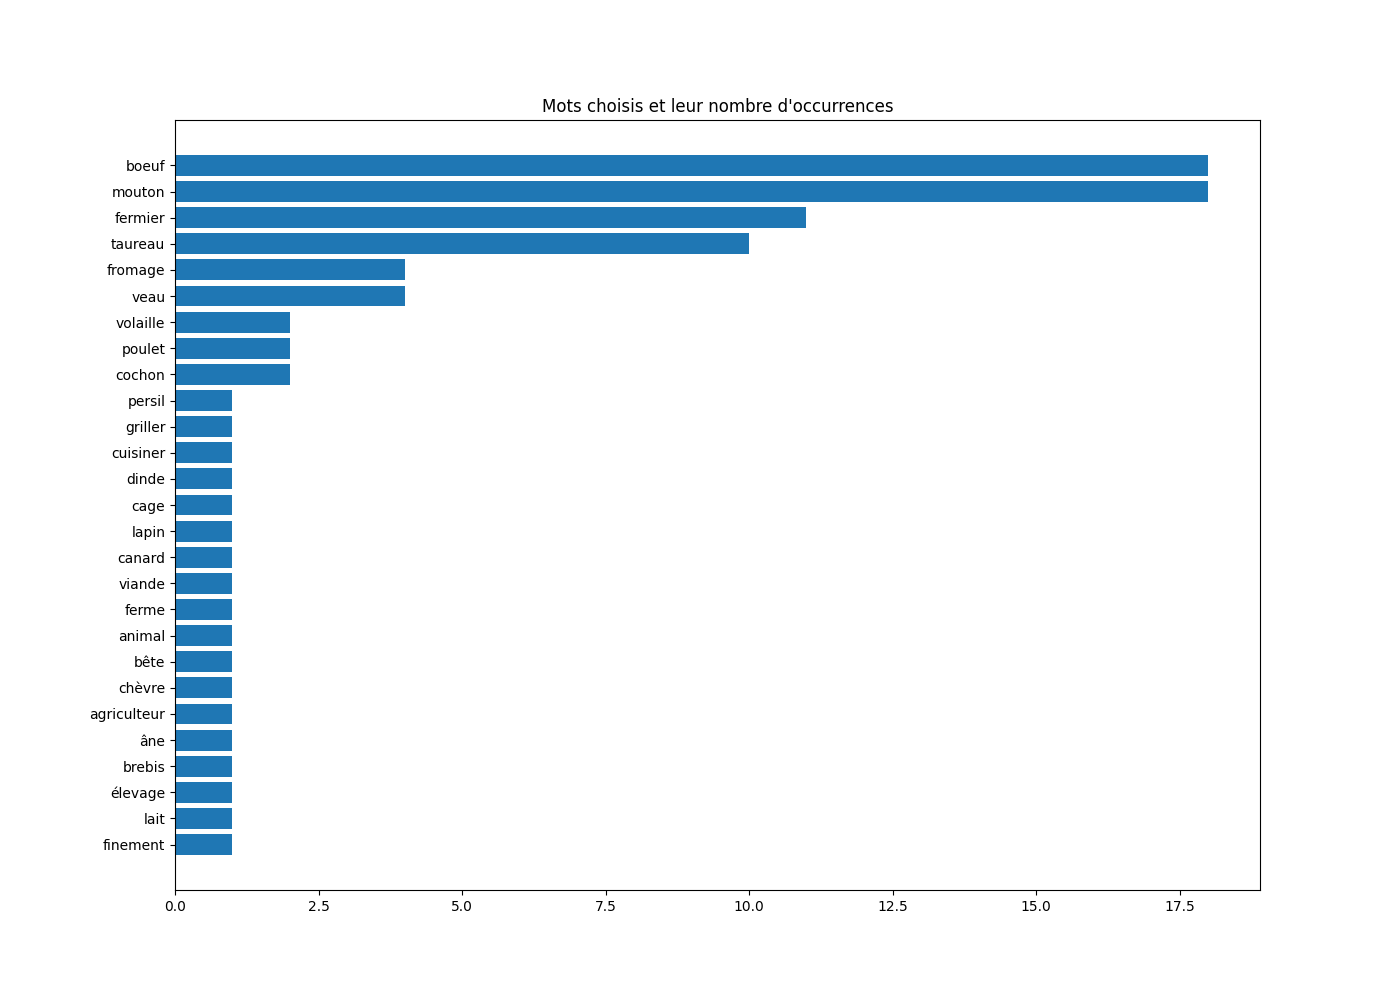 Mots choisis et leur nombre d'occurrences
boeuf
mouton
fermier
taureau
fromage
veau
volaille
poulet
cochon
persil
griller
cuisiner
dinde
cage
lapin
canard
viande
ferme
animal
bête
chèvre
agriculteur
âne
brebis
élevage
lait
finement
0.0 2.5 5.0 7.5 10.0 12.5 15.0 17.5